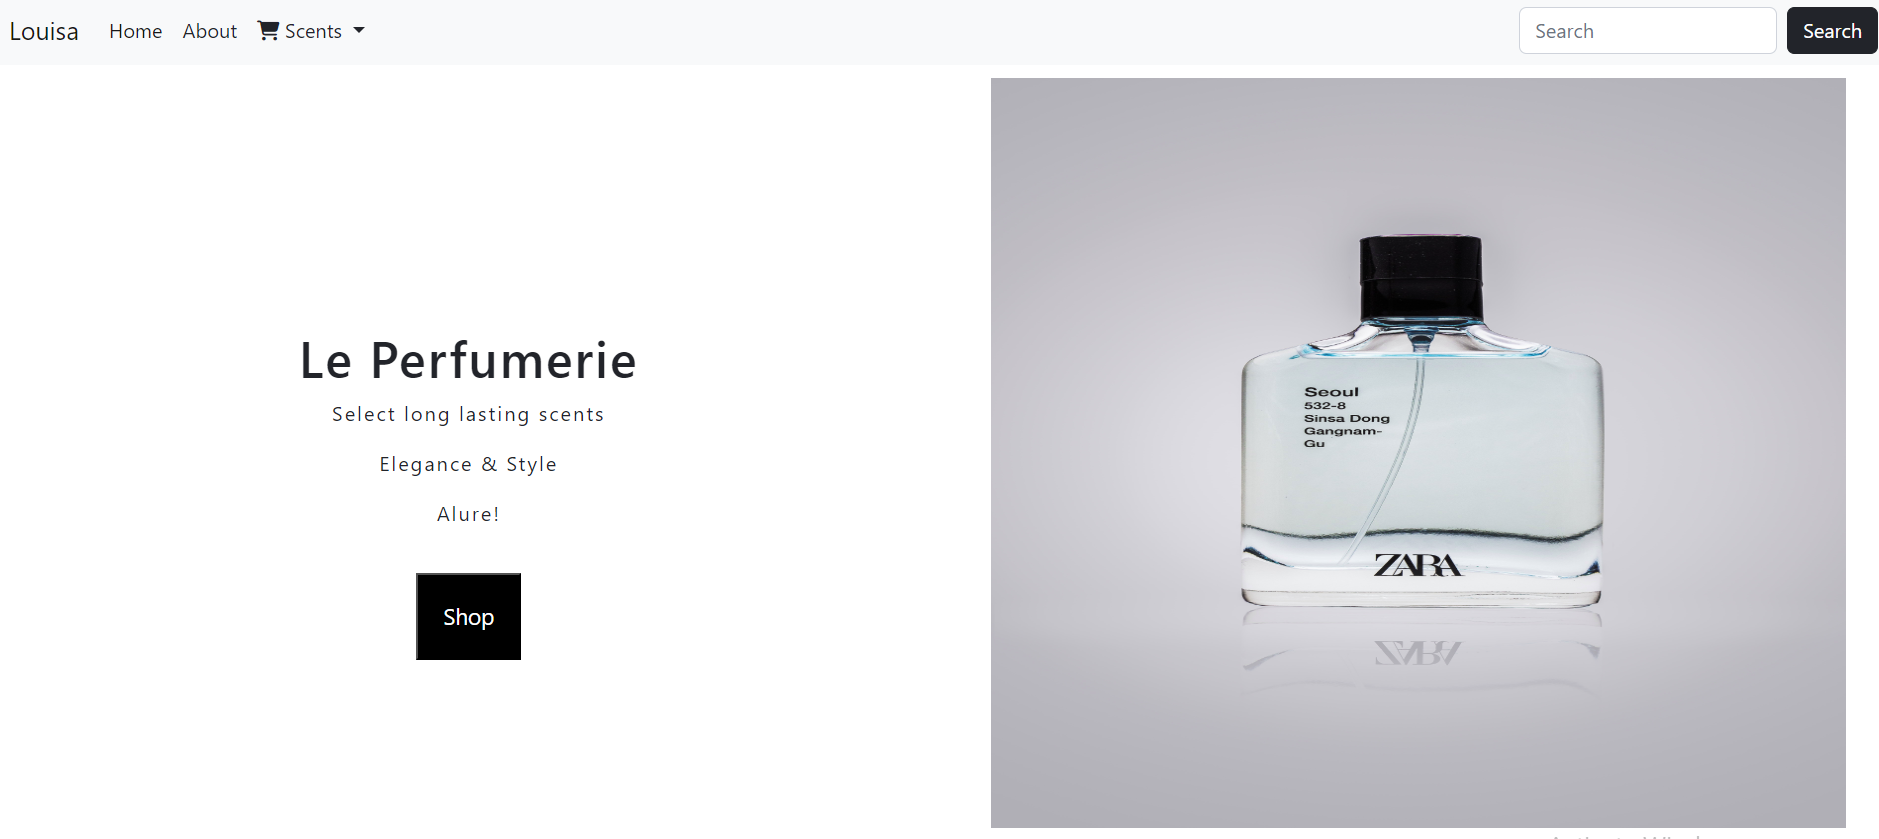 Louisa Home About Scents Search Search
Le Perfumerie
Select long lasting scents
Elegance & Style
Alure!
Shop
Seoul
532-8
Sinsa Dong
Gangnam-
Gu
ZARA